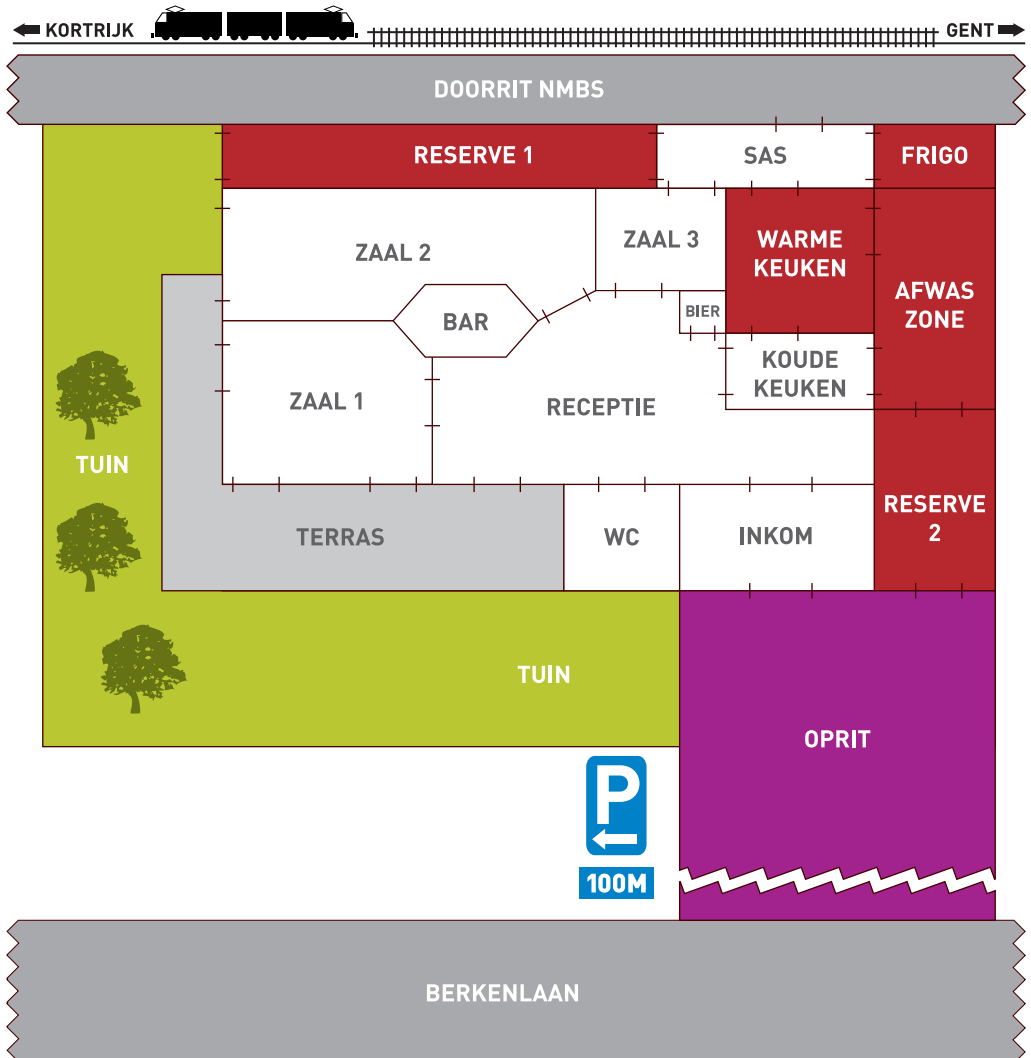 KORTRIJK
GENT
DOORRIT NMBS
RESERVE 1
SAS
FRIGO
ZAAL 2
ZAAL 3
WARME
KEUKEN
AFWAS
ZONE
BIER
BAR
KOUDE
KEUKEN
ZAAL 1
RECEPTIE
TUIN
RESERVE
2
TERRAS
WC
INKOM
TUIN
OPRIT
P
100M
BERKENLAAN